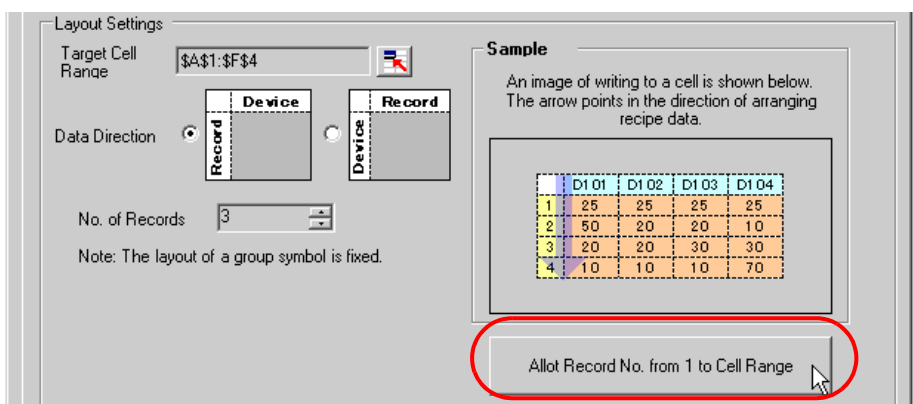 Layout Settings
Target Cell
Range
$A$1:$F$4
Data Direction
Device
Record
Record
Device
No. of Records
3
Note: The layout of a group symbol is fixed.
Sample
An image of writing to a cell is shown below.
The arrow points in the direction of arranging
recipe data.
D101 D102 D103 D104
1 25 25 25 25
2 50 20 20 10
3 20 20 30 30
4 10 10 10 70
Allot Record No. from 1 to Cell Range